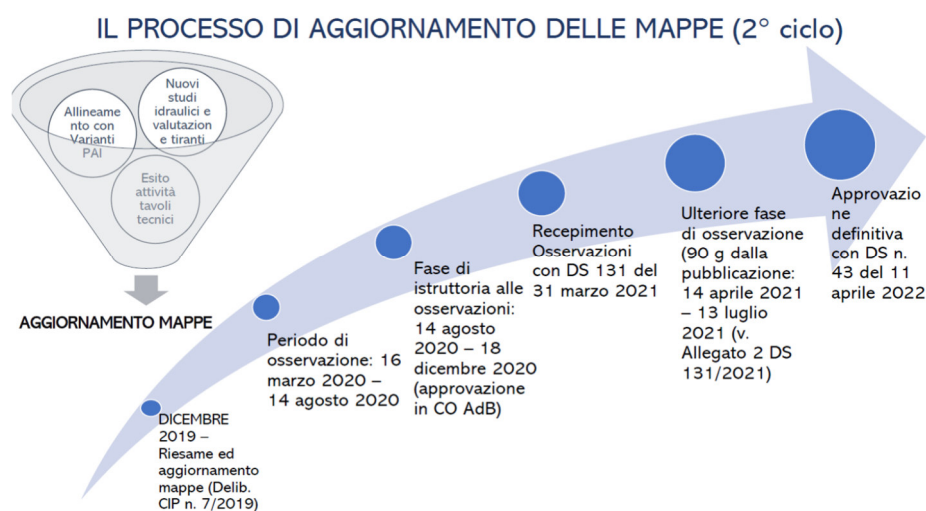 IL PROCESSO DI AGGIORNAMENTO DELLE MAPPE (2° ciclo)
Allineame
nto con
Varianti
PAI
Nuovi
studi
idraulici e
valutazion
e tiranti
Esito
attività
tavoli
tecnici
AGGIORNAMENTO MAPPE
DICEMBRE
2019 –
Riesame ed
aggiornamento
mappe (Delib.
CIP n. 7/2019)
Periodo di
osservazione: 16
marzo 2020 –
14 agosto 2020
Fase di
istruttoria alle
osservazioni:
14 agosto
2020 – 18
dicembre 2020
(approvazione
in CO AdB)
Recepimento
Osservazioni
con DS 131 del
31 marzo 2021
Ulteriore fase
di osservazione
(90 g dalla
pubblicazione:
14 aprile 2021
– 13 luglio
2021 (v.
Allegato 2 DS
131/2021)
Approvazio
ne
definitiva
con DS n.
43 del 11
aprile 2022